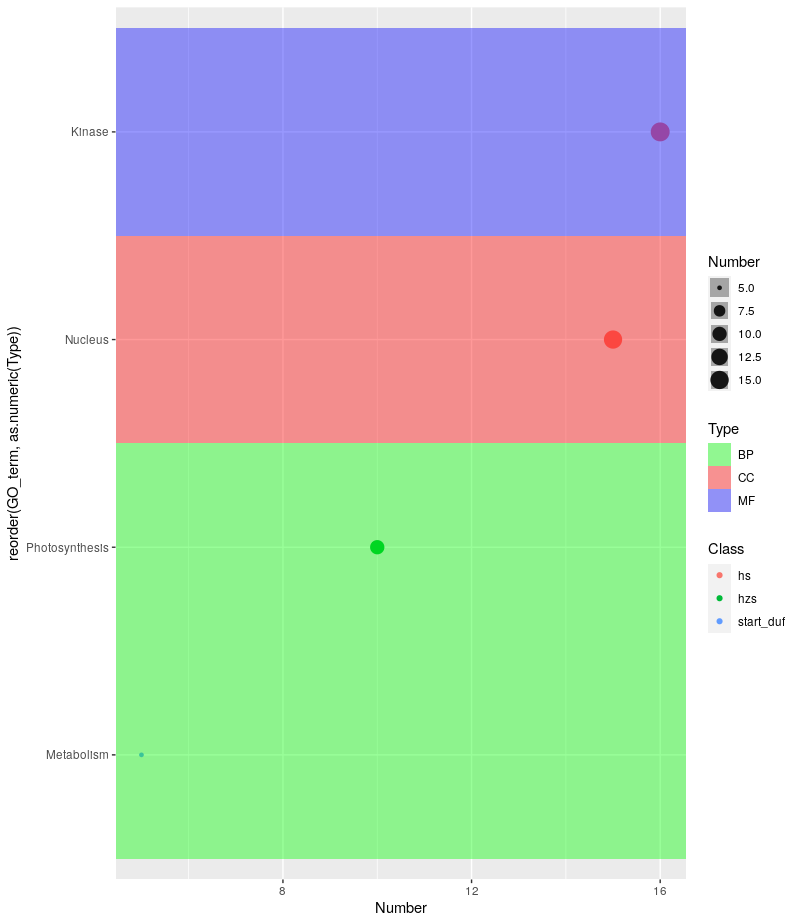 reorder(GO_term, as.numeric(Type))
Kinase
Nucleus
Photosynthesis
Metabolism
8
12
16
Number
Number
5.0
7.5
10.0
12.5
15.0
Type
BP
CC
MF
Class
hs
hzs
start_duf